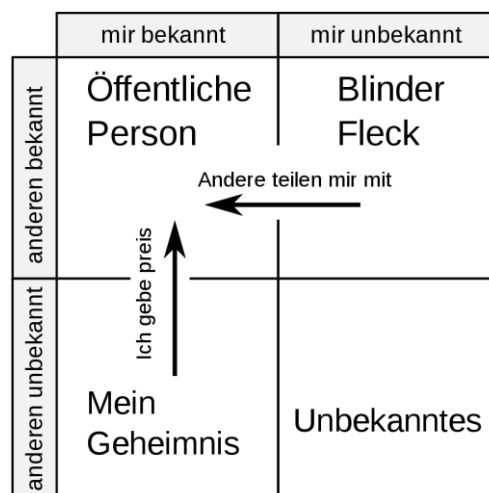 mir bekannt
mir unbekannt
anderen bekannt
Öffentliche
Person
Blinder
Fleck
Andere teilen mir mit
Ich gebe preis
anderen unbekannt
Mein
Geheimnis
Unbekanntes